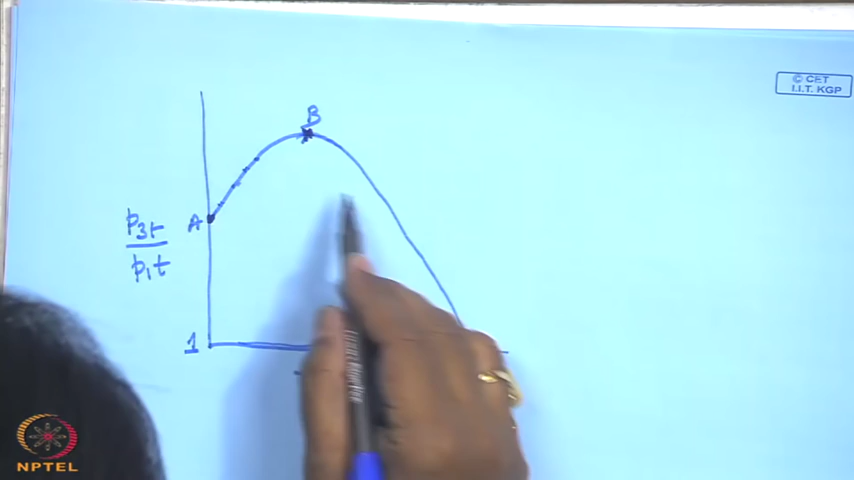 © CET
I.I.T. KGP
B
A
p3t
p1t
1
NPTEL